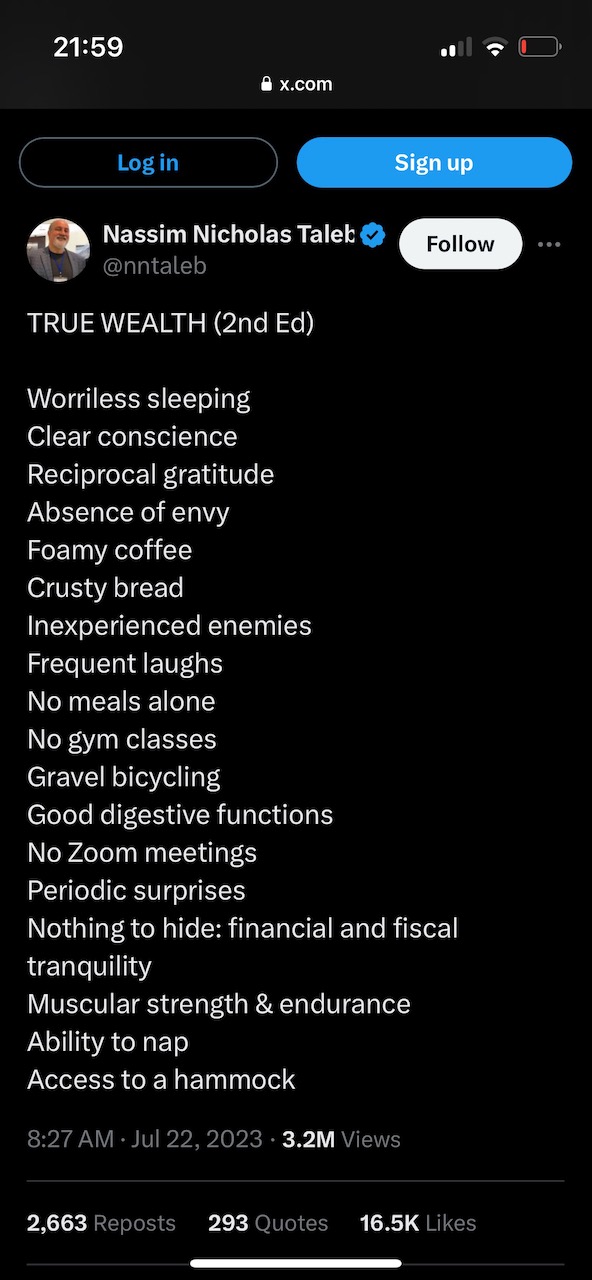 21:59
x.com
Log in
Sign up
Nassim Nicholas Taleb
Follow
@nntaleb
TRUE WEALTH (2nd Ed)
Worriless sleeping
Clear conscience
Reciprocal gratitude
Absence of envy
Foamy coffee
Crusty bread
Inexperienced enemies
Frequent laughs
No meals alone
No gym classes
Gravel bicycling
Good digestive functions
No Zoom meetings
Periodic surprises
Nothing to hide: financial and fiscal
tranquility
Muscular strength & endurance
Ability to nap
Access to a hammock
8:27 AM · Jul 22, 2023 · 3.2M Views
2,663 Reposts 293 Quotes 16.5K Likes